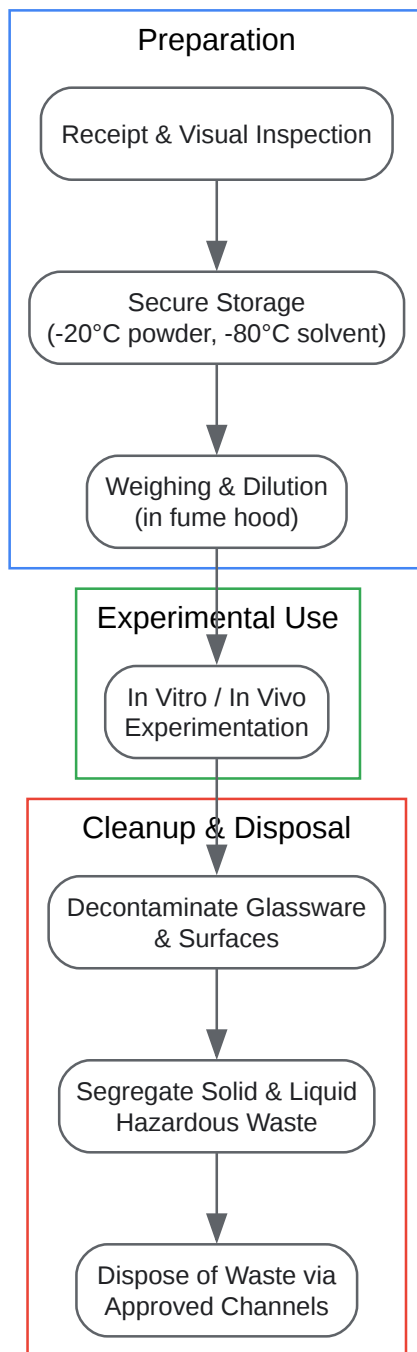 Preparation
Receipt & Visual Inspection
Secure Storage
(-20°C powder, -80°C solvent)
Weighing & Dilution
(in fume hood)
Experimental Use
In Vitro / In Vivo
Experimentation
Cleanup & Disposal
Decontaminate Glassware
& Surfaces
Segregate Solid & Liquid
Hazardous Waste
Dispose of Waste via
Approved Channels